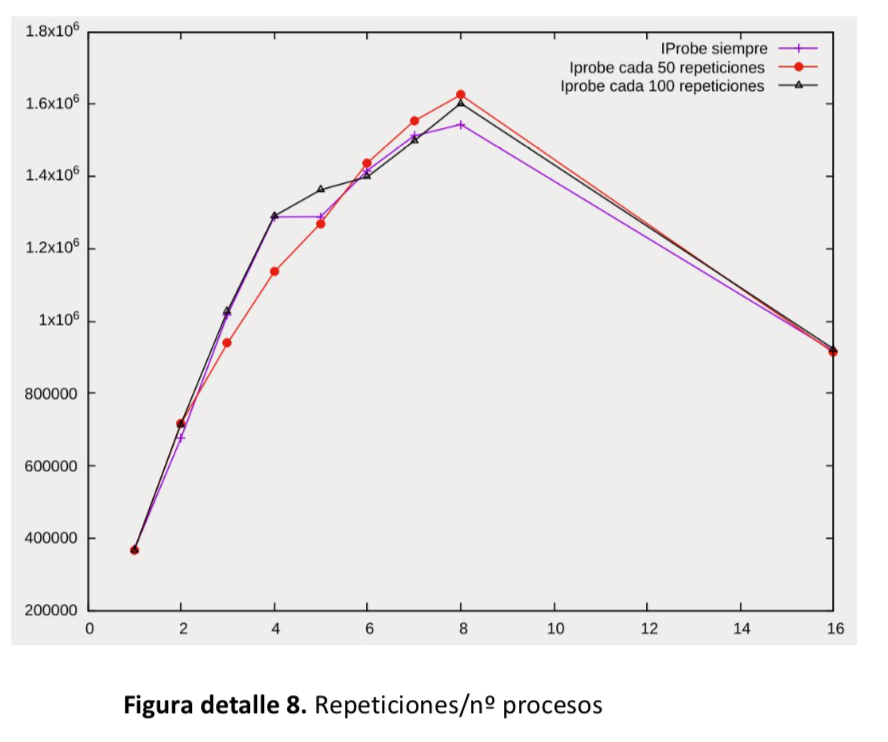 1.8x10⁶
1.6x10⁶
1.4x10⁶
1.2x10⁶
1x10⁶
800000
600000
400000
200000
0 2 4 6 8 10 12 14 16
IProbe siempre
Iprobe cada 50 repeticiones
Iprobe cada 100 repeticiones
Figura detalle 8. Repeticiones/nº procesos